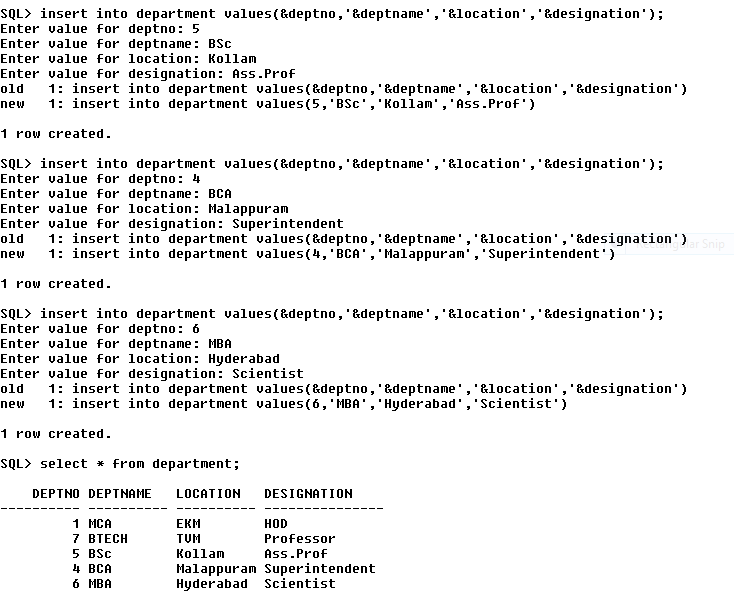 SQL> insert into department values(&deptno,'&deptname','&location','&designation');
Enter value for deptno: 5
Enter value for deptname: BSc
Enter value for location: Kollam
Enter value for designation: Ass.Prof
old   1: insert into department values(&deptno,'&deptname','&location','&designation')
new   1: insert into department values(5,'BSc','Kollam','Ass.Prof')
1 row created.
SQL> insert into department values(&deptno,'&deptname','&location','&designation');
Enter value for deptno: 4
Enter value for deptname: BCA
Enter value for location: Malappuram
Enter value for designation: Superintendent
old   1: insert into department values(&deptno,'&deptname','&location','&designation')
new   1: insert into department values(4,'BCA','Malappuram','Superintendent')
1 row created.
SQL> insert into department values(&deptno,'&deptname','&location','&designation');
Enter value for deptno: 6
Enter value for deptname: MBA
Enter value for location: Hyderabad
Enter value for designation: Scientist
old   1: insert into department values(&deptno,'&deptname','&location','&designation')
new   1: insert into department values(6,'MBA','Hyderabad','Scientist')
1 row created.
SQL> select * from department;
    DEPTNO DEPTNAME   LOCATION   DESIGNATION
---------- ---------- ---------- ---------------
         1 MCA        EKM        HOD
         7 BTECH      TVM        Professor
         5 BSc        Kollam     Ass.Prof
         4 BCA        Malappuram Superintendent
         6 MBA        Hyderabad  Scientist